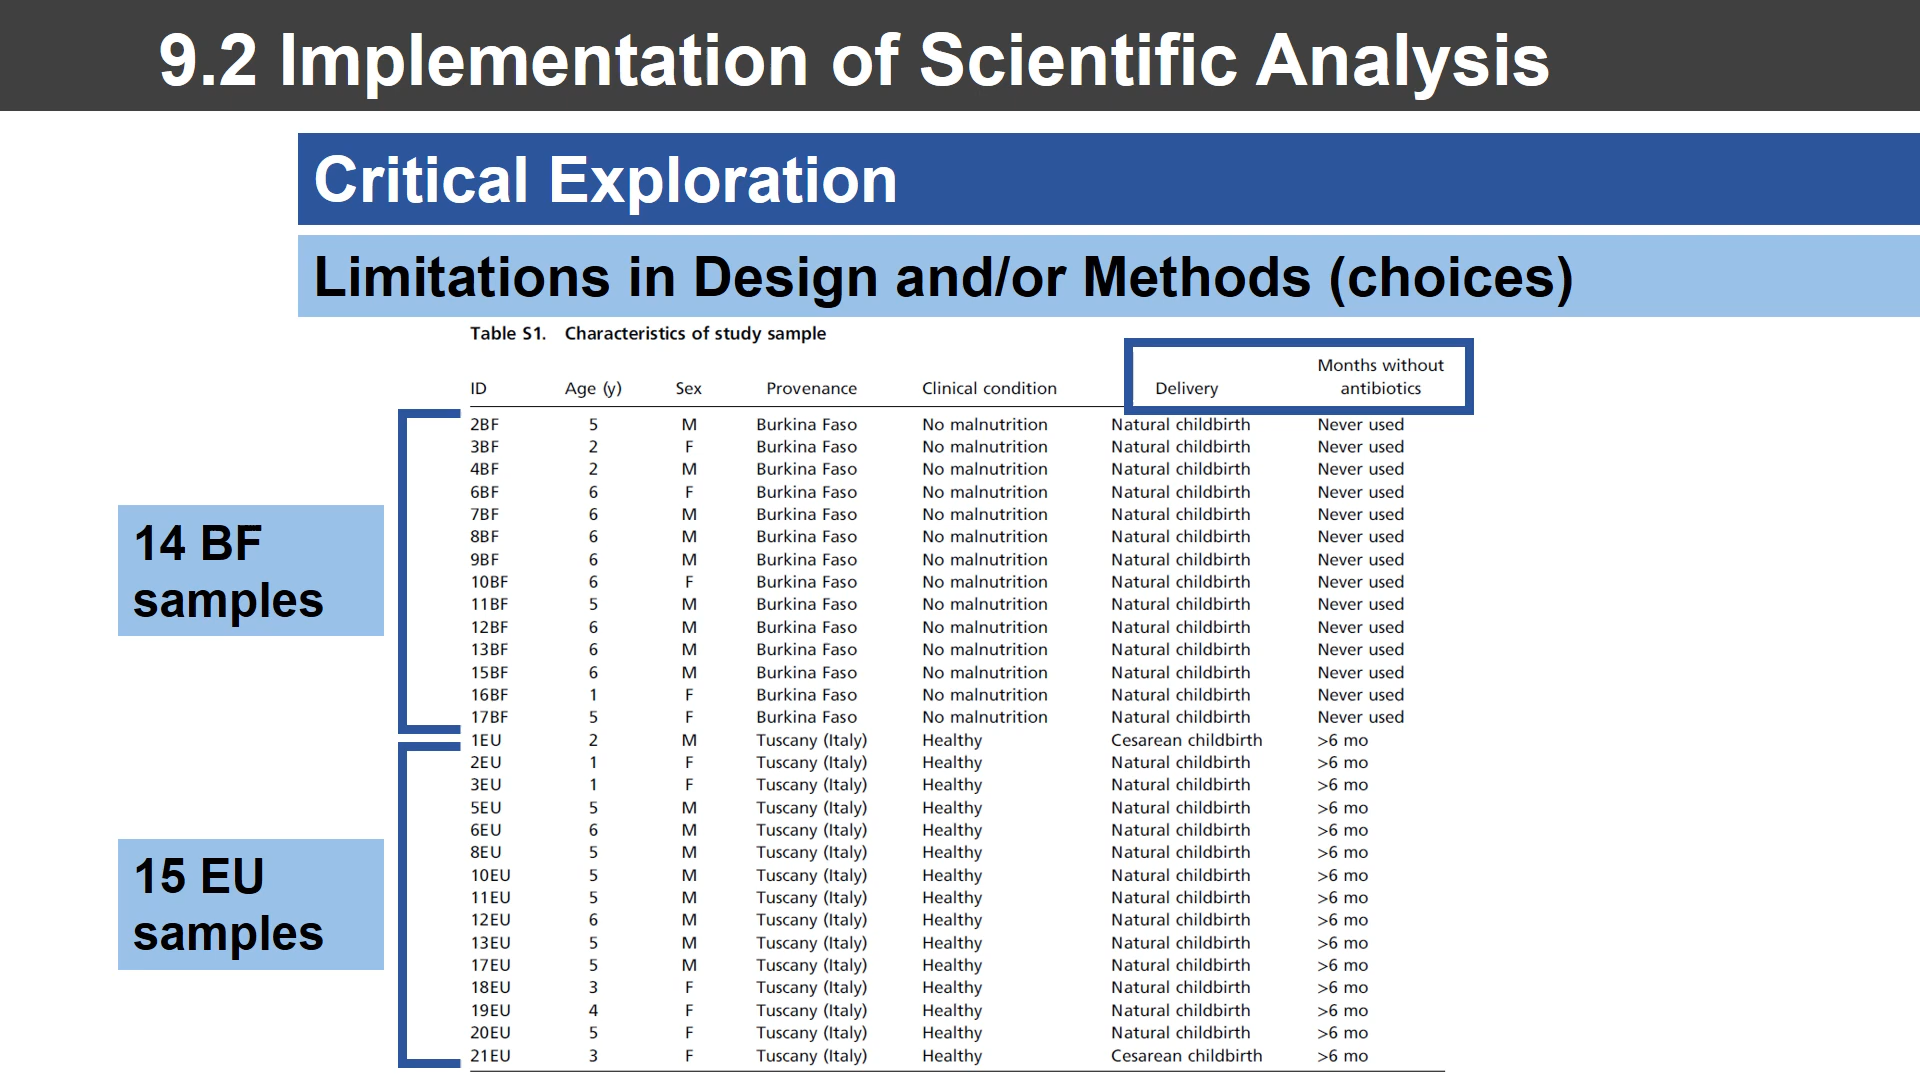 9.2 Implementation of Scientific Analysis
Critical Exploration
Limitations in Design and/or Methods (choices)
Table S1. Characteristics of study sample
ID Age (y) Sex Provenance Clinical condition Delivery Months without antibiotics
2BF 5 M Burkina Faso No malnutrition Natural childbirth Never used
3BF 2 F Burkina Faso No malnutrition Natural childbirth Never used
4BF 2 M Burkina Faso No malnutrition Natural childbirth Never used
6BF 6 F Burkina Faso No malnutrition Natural childbirth Never used
7BF 6 M Burkina Faso No malnutrition Natural childbirth Never used
8BF 6 M Burkina Faso No malnutrition Natural childbirth Never used
9BF 6 M Burkina Faso No malnutrition Natural childbirth Never used
10BF 6 F Burkina Faso No malnutrition Natural childbirth Never used
11BF 5 M Burkina Faso No malnutrition Natural childbirth Never used
12BF 6 M Burkina Faso No malnutrition Natural childbirth Never used
13BF 6 M Burkina Faso No malnutrition Natural childbirth Never used
15BF 6 M Burkina Faso No malnutrition Natural childbirth Never used
16BF 1 F Burkina Faso No malnutrition Natural childbirth Never used
17BF 5 F Burkina Faso No malnutrition Natural childbirth Never used
1EU 2 M Tuscany (Italy) Healthy Cesarean childbirth >6 mo
2EU 1 F Tuscany (Italy) Healthy Natural childbirth >6 mo
3EU 1 F Tuscany (Italy) Healthy Natural childbirth >6 mo
5EU 5 M Tuscany (Italy) Healthy Natural childbirth >6 mo
6EU 6 M Tuscany (Italy) Healthy Natural childbirth >6 mo
8EU 5 M Tuscany (Italy) Healthy Natural childbirth >6 mo
10EU 5 M Tuscany (Italy) Healthy Natural childbirth >6 mo
11EU 5 M Tuscany (Italy) Healthy Natural childbirth >6 mo
12EU 6 M Tuscany (Italy) Healthy Natural childbirth >6 mo
13EU 5 M Tuscany (Italy) Healthy Natural childbirth >6 mo
17EU 5 M Tuscany (Italy) Healthy Natural childbirth >6 mo
18EU 3 F Tuscany (Italy) Healthy Natural childbirth >6 mo
19EU 4 F Tuscany (Italy) Healthy Natural childbirth >6 mo
20EU 5 F Tuscany (Italy) Healthy Natural childbirth >6 mo
21EU 3 F Tuscany (Italy) Healthy Cesarean childbirth >6 mo
14 BF
samples
15 EU
samples